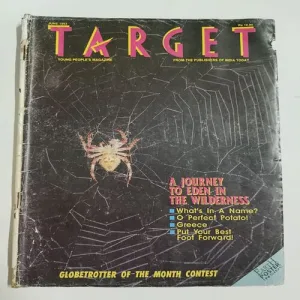 TARGET
YOUNG PEOPLE'S MAGAZINE
FROM THE PUBLISHERS OF INDIA TODAY
A JOURNEY
TO EDEN IN
THE WILDERNESS
What's In A Name?
O Perfect Potato!
Greece
Put Your Best
Foot Forward!
GLOBETROTTER OF THE MONTH CONTEST